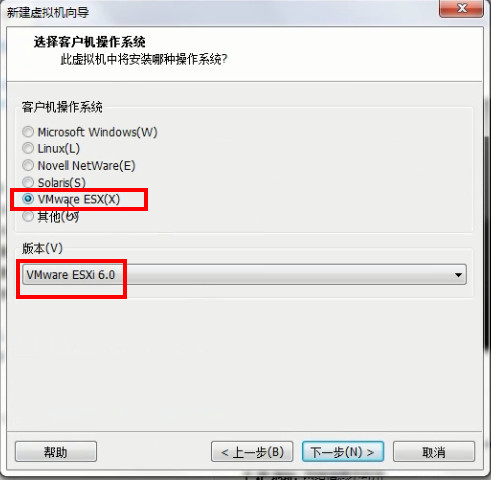 新建虚拟机向导
选择客户机操作系统
此虚拟机中将安装哪种操作系统?
客户机操作系统
Microsoft Windows(W)
Linux(L)
Novell NetWare(E)
Solaris(S)
VMware ESX(X)
其他(O)
版本(V)
VMware ESXi 6.0
帮助
< 上一步(B)
下一步(N) >
取消